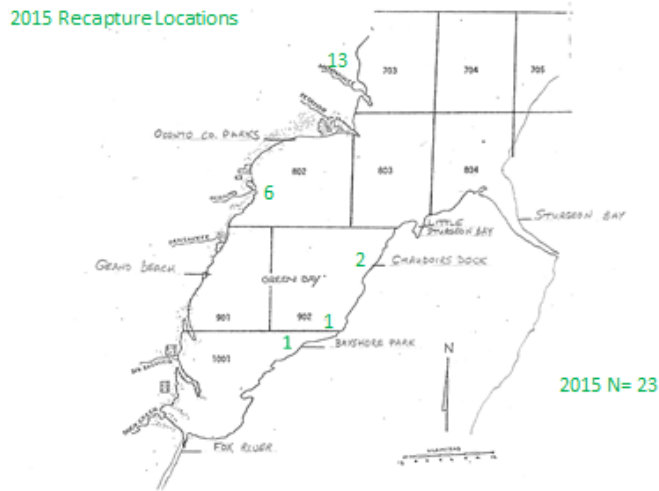 2015 Recapture Locations
13
703
704
705
OCONTO CO. PARKS
802
803
804
6
LITTLE
STURGEON BAY
STURGEON BAY
2
CHAUDOIRS DOCK
GRAND BEACH
GREEN BAY
901
902
1
1
BAYSHORE PARK
1001
N
2015 N= 23
FOX RIVER